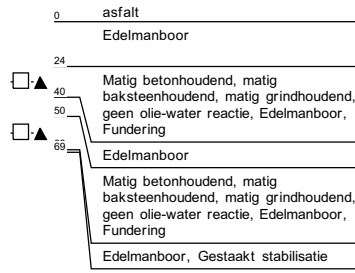 0
asfalt
Edelmanboor
24
Matig betonhoudend, matig
baksteenhoudend, matig grindhoudend,
geen olie-water reactie, Edelmanboor,
Fundering
40
50
Edelmanboor
69
Matig betonhoudend, matig
baksteenhoudend, matig grindhoudend,
geen olie-water reactie, Edelmanboor,
Fundering
Edelmanboor, Gestaakt stabilisatie